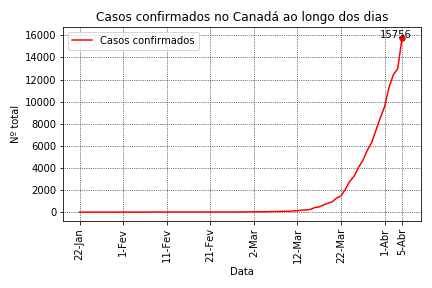 Casos confirmados no Canadá ao longo dos dias
Casos confirmados
15756
Nº total
16000
14000
12000
10000
8000
6000
4000
2000
0
22-Jan
1-Fev
11-Fev
21-Fev
2-Mar
12-Mar
22-Mar
1-Abr
5-Abr
Data